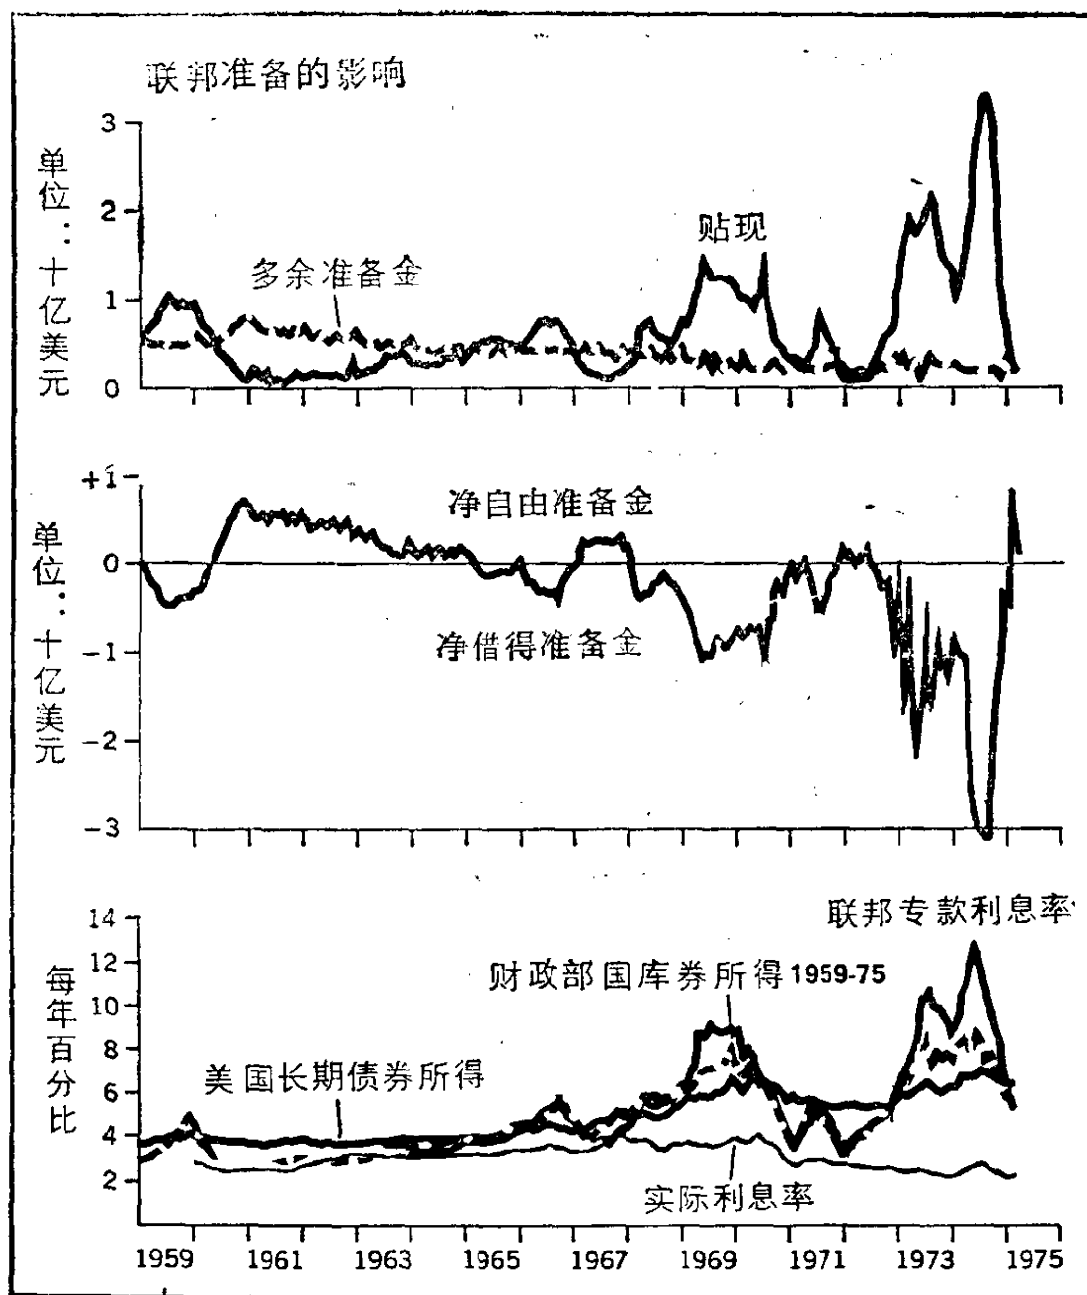 联邦准备的影响
单位：十亿美元
3
2
1
0
贴现
多余准备金
单位：十亿美元
+1
0
-1
-2
-3
净自由准备金
净借得准备金
每年百分比
14
12
10
8
6
4
2
联邦专款利息率
财政部国库券所得 1959-75
美国长期债券所得
实际利息率
1959 1961 1963 1965 1967 1969 1971 1973 1975